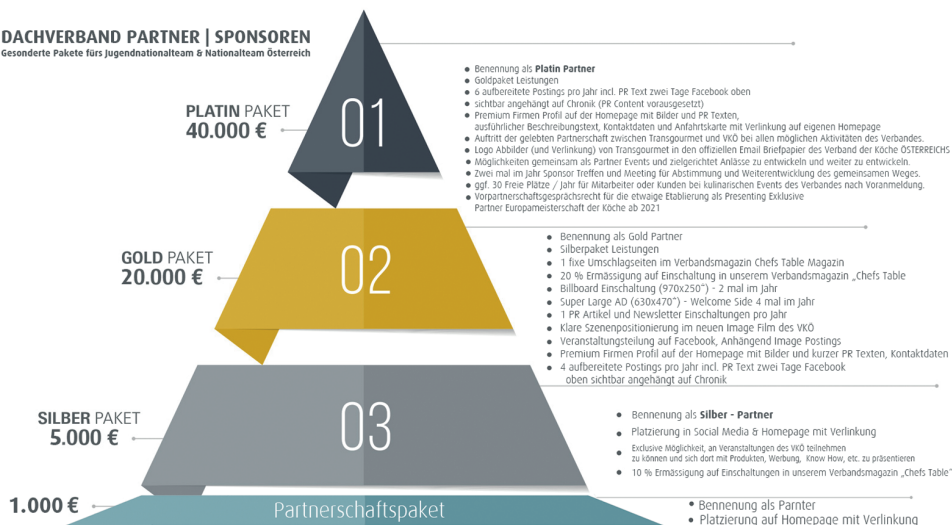 DACHVERBAND PARTNER | SPONSOREN
Gesonderte Pakete fürs Jugendnationalteam & Nationalteam Österreich
PLATIN PAKET
40.000 €
01
• Benennung als Platin Partner
• Goldpaket Leistungen
• 6 aufbereitete Postings pro Jahr incl. PR Text zwei Tage Facebook oben
• sichtbar angehängt auf Chronik (PR Content vorausgesetzt)
• Premium Firmen Profil auf der Homepage mit Bilder und PR Texten,
ausführlicher Beschreibungstext, Kontaktdaten und Anfahrtskarte mit Verlinkung auf eigenen Homepage
• Auftritt der gelebten Partnerschaft zwischen Transgourmet und VKÖ bei allen möglichen Aktivitäten des Verbandes.
• Logo Abbilder (und Verlinkung) von Transgourmet in den offiziellen Email Briefpapier des Verband der Köche ÖSTERREICHS
• Möglichkeiten gemeinsam als Partner Events und zielgerichtet Anlässe zu entwickeln und weiter zu entwickeln.
• Zwei mal im Jahr Sponsor Treffen und Meeting für Abstimmung und Weiterentwicklung des gemeinsamen Weges.
• ggf. 30 Freie Plätze / Jahr für Mitarbeiter oder Kunden bei kulinarischen Events des Verbandes nach Voranmeldung.
• Vorpartnerschaftsgesprächsrecht für die etwaige Etablierung als Presenting Exklusive
Partner Europameisterschaft der Köche ab 2021
GOLD PAKET
20.000 €
02
• Benennung als Gold Partner
• Silberpaket Leistungen
• 1 fixe Umschlagseiten im Verbandsmagazin Chefs Table Magazin
• 20 % Ermässigung auf Einschaltung in unserem Verbandsmagazin „Chefs Table
• Billboard Einschaltung (970x250“) - 2 mal im Jahr
• Super Large AD (630x470“) - Welcome Side 4 mal im Jahr
• 1 PR Artikel und Newsletter Einschaltungen pro Jahr
• Klare Szenenpositionierung im neuen Image Film des VKÖ
• Veranstaltungsteilung auf Facebook, Anhängend Image Postings
• Premium Firmen Profil auf der Homepage mit Bilder und kurzer PR Texten, Kontaktdaten
• 4 aufbereitete Postings pro Jahr incl. PR Text zwei Tage Facebook
oben sichtbar angehängt auf Chronik
SILBER PAKET
5.000 €
03
• Bennenung als Silber - Partner
• Platzierung in Social Media & Homepage mit Verlinkung
• Exclusive Möglichkeit, an Veranstaltungen des VKÖ teilnehmen
zu können und sich dort mit Produkten, Werbung, Know How, etc. zu präsentieren
• 10 % Ermässigung auf Einschaltungen in unserem Verbandsmagazin „Chefs Table“
1.000 €
Partnerschaftspaket
• Bennenung als Parnter
• Platzierung auf Homepage mit Verlinkung